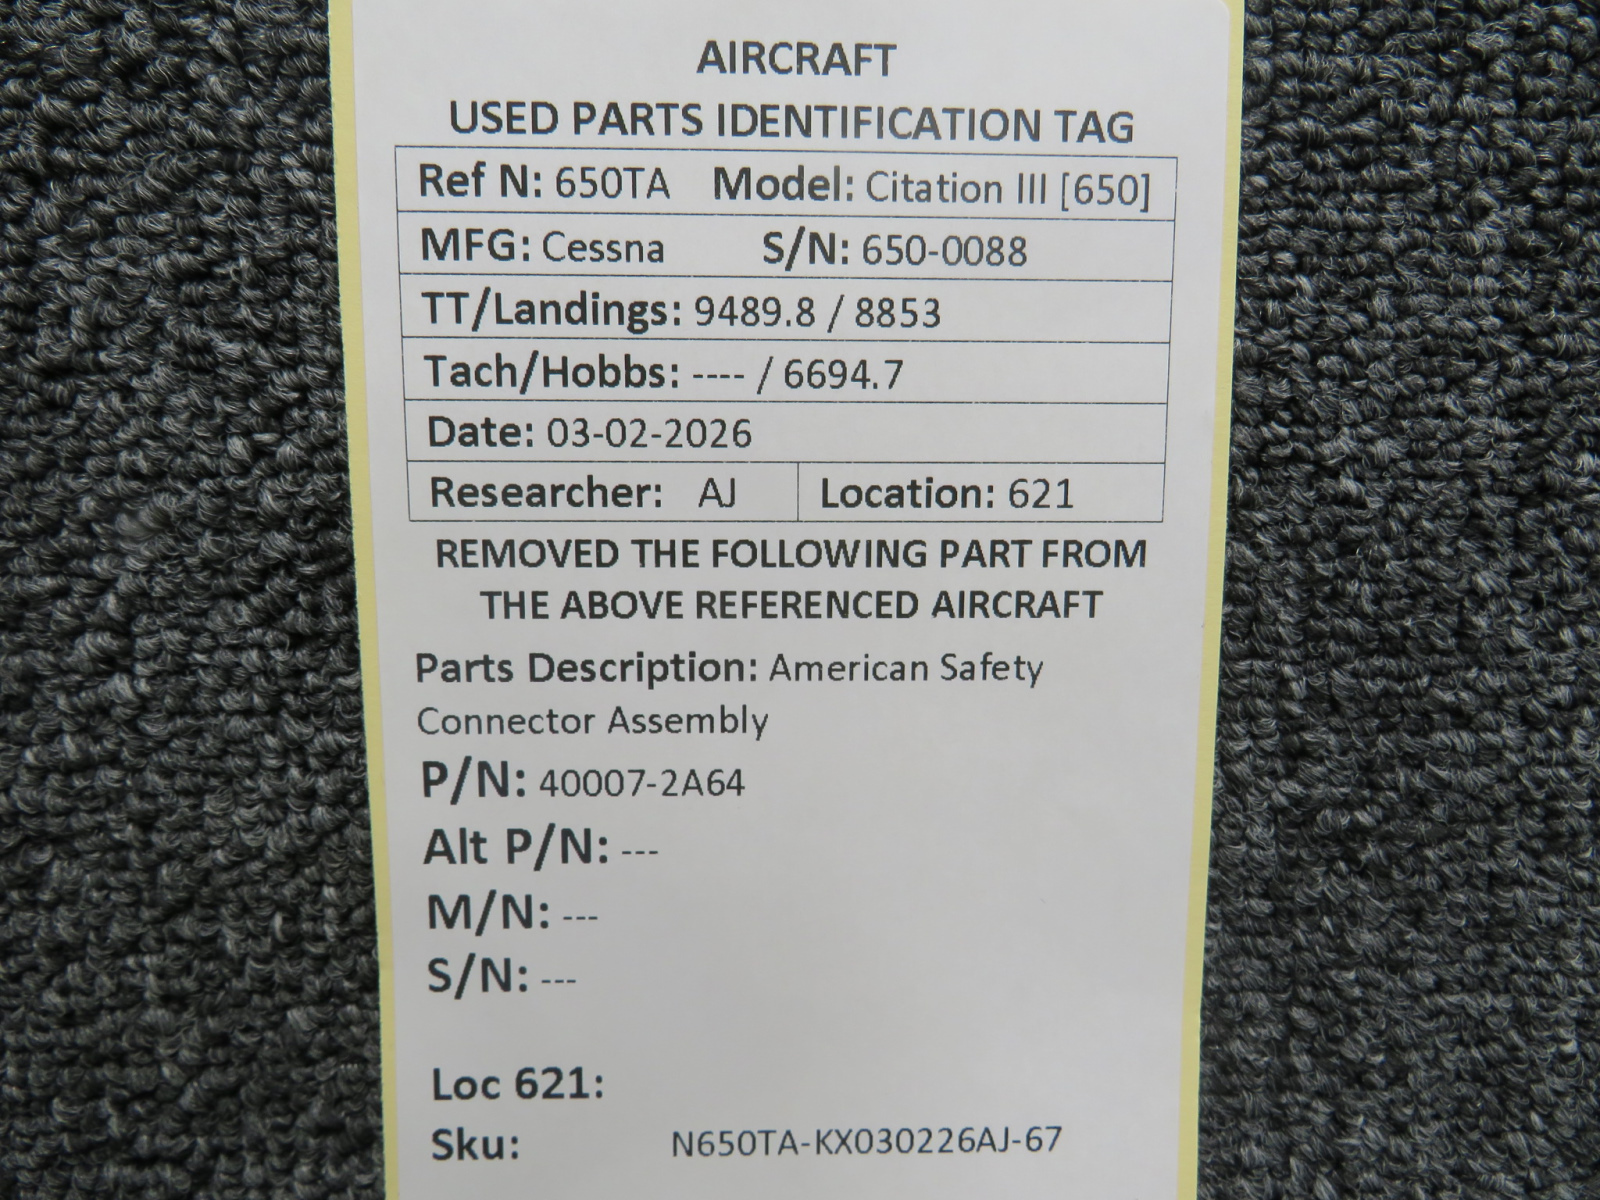 AIRCRAFT
USED PARTS IDENTIFICATION TAG
Ref N: 650TA Model: Citation III [650]
MFG: Cessna S/N: 650-0088
TT/Landings: 9489.8 / 8853
Tach/Hobbs: ---- / 6694.7
Date: 03-02-2026
Researcher: AJ Location: 621
REMOVED THE FOLLOWING PART FROM
THE ABOVE REFERENCED AIRCRAFT
Parts Description: American Safety
Connector Assembly
P/N: 40007-2A64
Alt P/N: ---
M/N: ---
S/N: ---
Loc 621:
Sku: N650TA-KX030226AJ-67